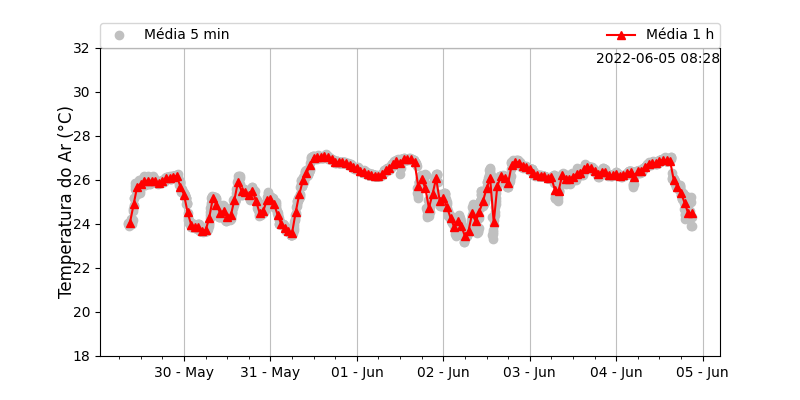 Média 5 min
Média 1 h
2022-06-05 08:28
Temperatura do Ar (°C)
32
30
28
26
24
22
20
18
30 - May
31 - May
01 - Jun
02 - Jun
03 - Jun
04 - Jun
05 - Jun